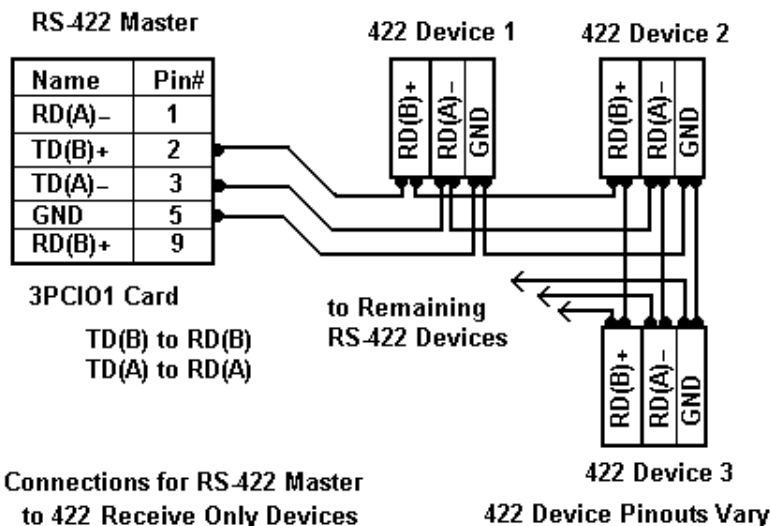 RS-422 Master
Name Pin#
RD(A)− 1
TD(B)+ 2
TD(A)− 3
GND 5
RD(B)+ 9
3PCIO1 Card
TD(B) to RD(B)
TD(A) to RD(A)
422 Device 1
RD(B)+
RD(A)−
GND
422 Device 2
RD(B)+
RD(A)−
GND
to Remaining
RS-422 Devices
RD(B)+
RD(A)−
GND
422 Device 3
Connections for RS-422 Master
to 422 Receive Only Devices
422 Device Pinouts Vary